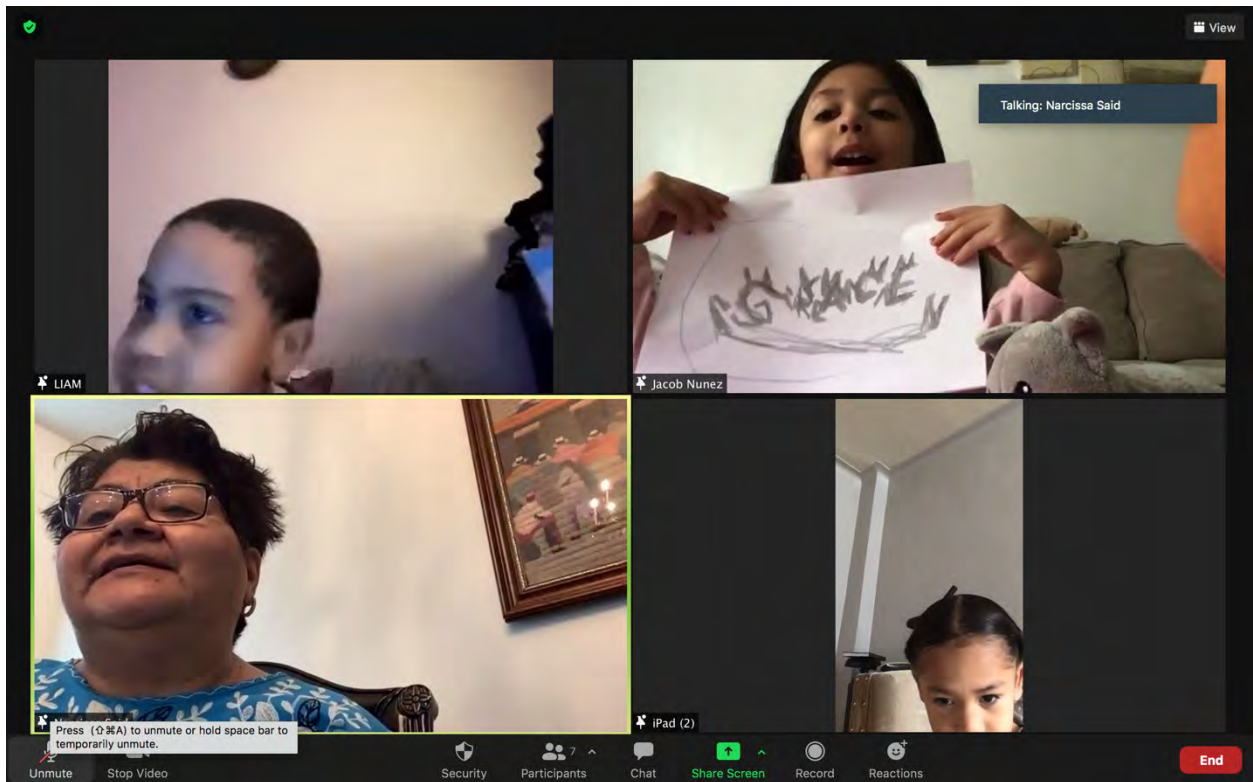 View
Talking: Narcissa Said
LIAM
Jacob Nunez
iPad (2)
Press (⇧⌘A) to unmute or hold space bar to
temporarily unmute.
Unmute
Stop Video
Security
Participants
7
Chat
Share Screen
Record
Reactions
End